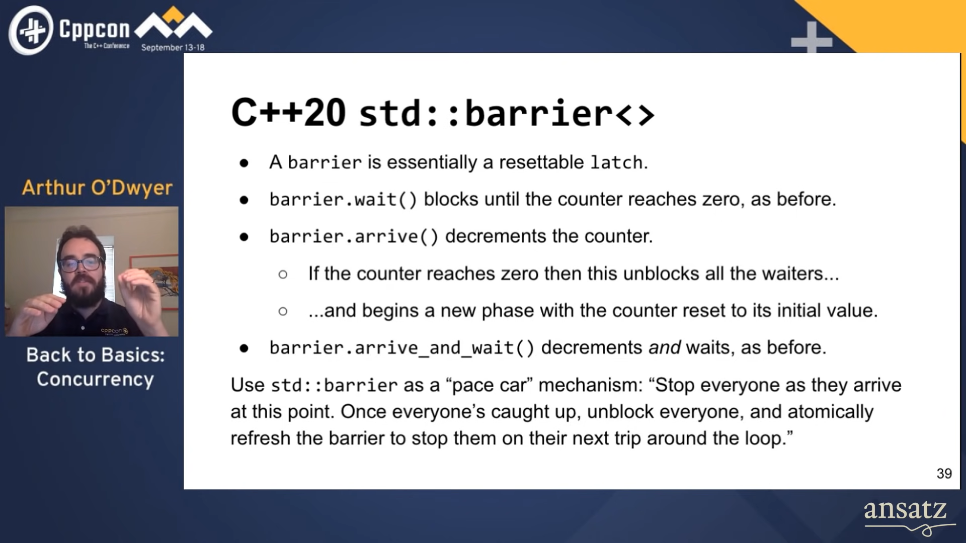 Cppcon
The C++ Conference
September 13-18
C++20 std::barrier<>
● A barrier is essentially a resettable latch.
● barrier.wait() blocks until the counter reaches zero, as before.
● barrier.arrive() decrements the counter.
○ If the counter reaches zero then this unblocks all the waiters...
○ ...and begins a new phase with the counter reset to its initial value.
● barrier.arrive_and_wait() decrements and waits, as before.
Use std::barrier as a “pace car” mechanism: “Stop everyone as they arrive
at this point. Once everyone’s caught up, unblock everyone, and atomically
refresh the barrier to stop them on their next trip around the loop.”
39
Arthur O’Dwyer
cppcon
Back to Basics:
Concurrency
ansatz